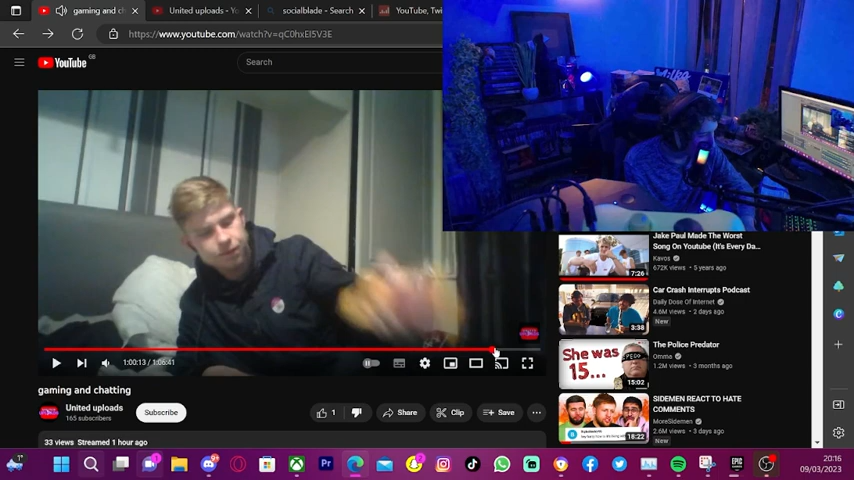 gaming and ch
United uploads - Yo
socialblade - Search
YouTube, Twi
https://www.youtube.com/watch?v=qC0hxEI5V3E
YouTube GB
Search
Milko
1:00:13 / 1:06:41
gaming and chatting
United uploads
165 subscribers
Subscribe
1
Share
Clip
Save
33 views Streamed 1 hour ago
Jake Paul Made The Worst
Song On Youtube (It's Every Da...
Kavos
672K views • 5 years ago
7:26
Car Crash Interrupts Podcast
Daily Dose Of Internet
4.6M views • 2 days ago
New
3:38
The Police Predator
Omme
1.2M views • 3 months ago
She was
15...
15:02
SIDEMEN REACT TO HATE
COMMENTS
MoreSidemen
2.6M views • 3 days ago
New
18:22
Pr
EPIC
20:16
09/03/2023